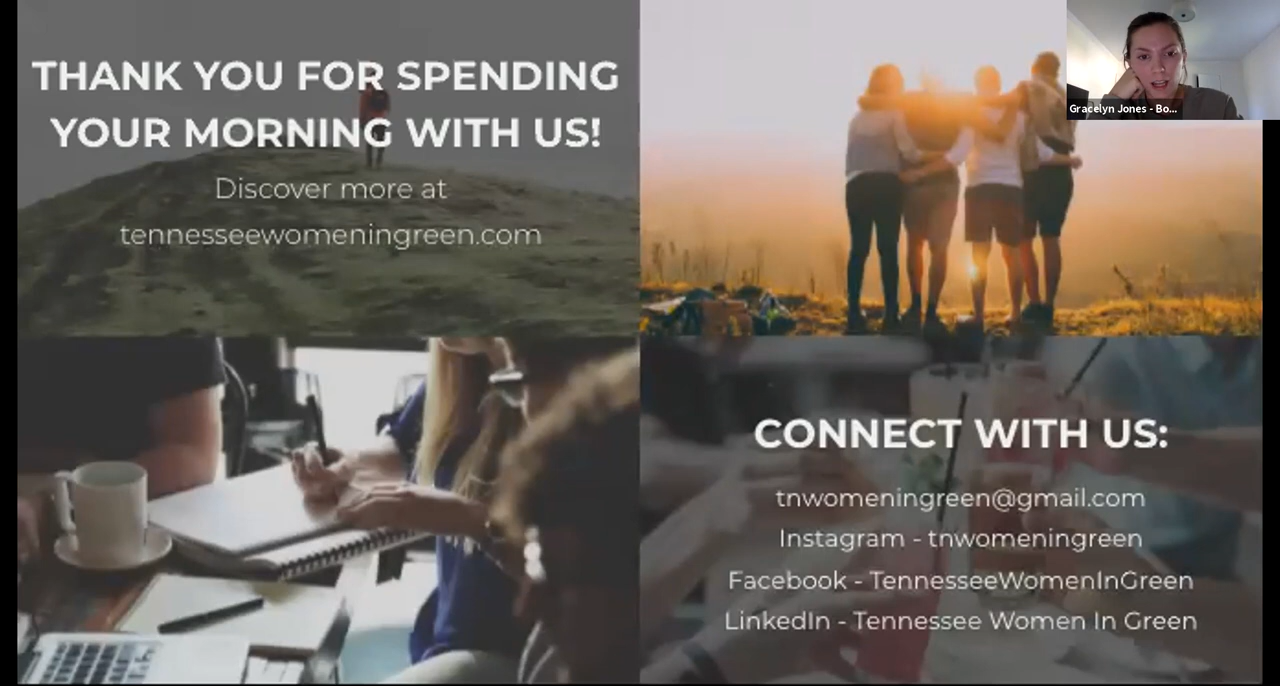 THANK YOU FOR SPENDING
YOUR MORNING WITH US!
Discover more at
tennesseewomeningreen.com
Gracelyn Jones - Bo...
CONNECT WITH US:
tnwomeningreen@gmail.com
Instagram - tnwomeningreen
Facebook - TennesseeWomenInGreen
LinkedIn - Tennessee Women In Green